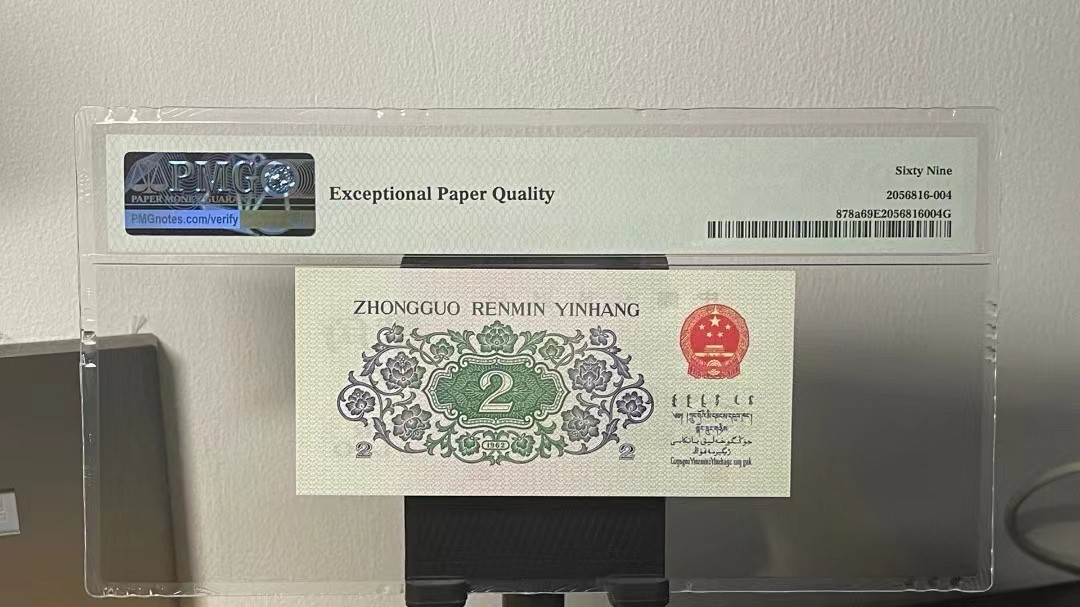 PMG
PAPER MONEY GUARANTY
PMGnotes.com/verify
Exceptional Paper Quality
Sixty Nine
2056816-004
878a69E2056816004G
ZHONGGUO RENMIN YINHANG
2
1962
2
2